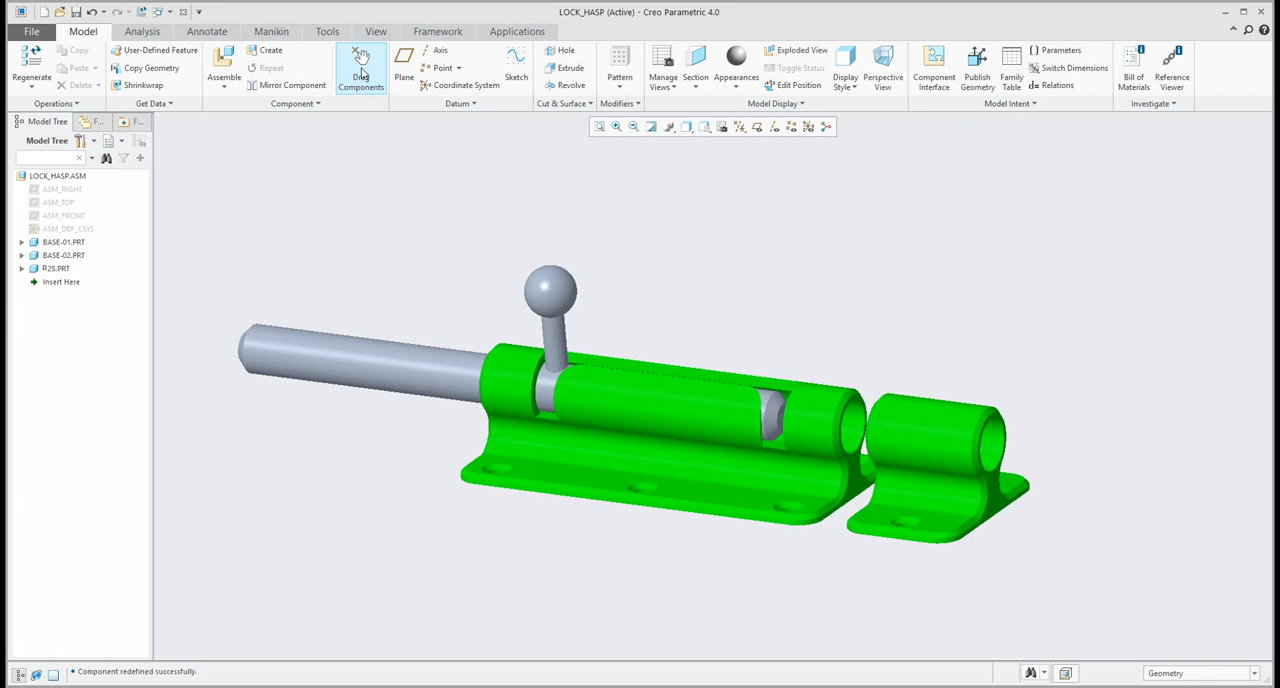 LOCK_HASP (Active) - Creo Parametric 4.0
File Model Analysis Annotate Manikin Tools View Framework Applications
Regenerate
Copy
Paste
Delete
Operations
User-Defined Feature
Copy Geometry
Shrinkwrap
Get Data
Assemble
Create
Repeat
Mirror Component
Drag
Components
Component
Plane
Axis
Point
Coordinate System
Sketch
Datum
Hole
Extrude
Revolve
Cut & Surface
Pattern
Modifiers
Manage
Views
Section
Appearances
Exploded View
Toggle Status
Edit Position
Display
Style
Perspective
View
Model Display
Component
Interface
Publish
Geometry
Family
Table
Parameters
Switch Dimensions
Relations
Model Intent
Bill of
Materials
Reference
Viewer
Investigate
Model Tree F... F...
Model Tree
LOCK_HASP.ASM
ASM_RIGHT
ASM_TOP
ASM_FRONT
ASM_DEF_CSYS
BASE-01.PRT
BASE-02.PRT
02S.PRT
Insert Here
• Component redefined successfully.
Geometry